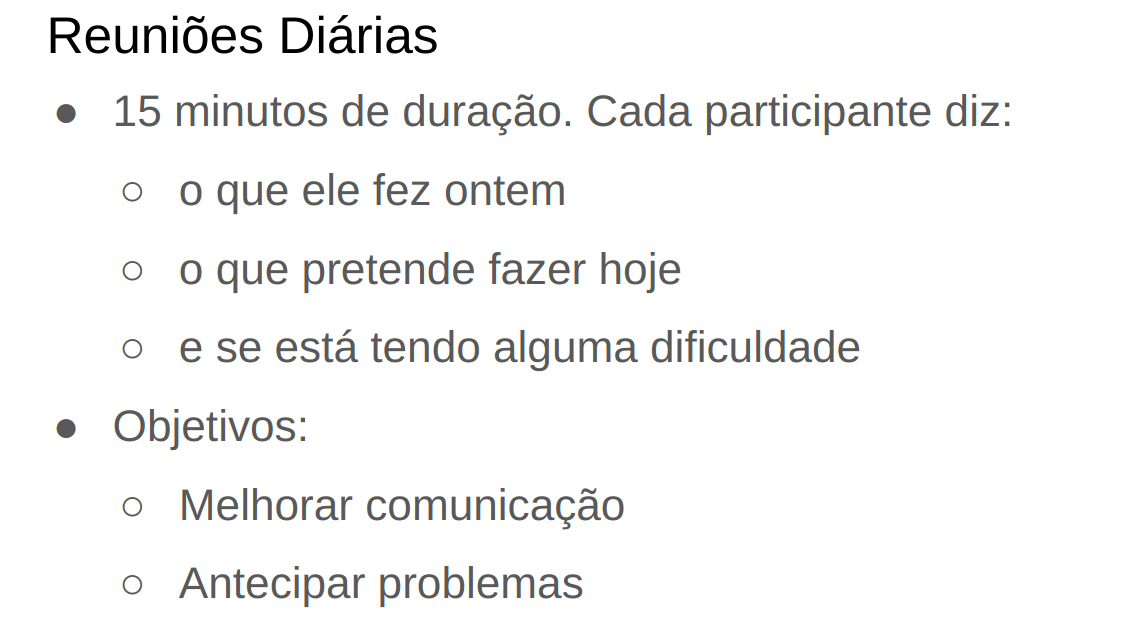 Reuniões Diárias
● 15 minutos de duração. Cada participante diz:
○ o que ele fez ontem
○ o que pretende fazer hoje
○ e se está tendo alguma dificuldade
● Objetivos:
○ Melhorar comunicação
○ Antecipar problemas